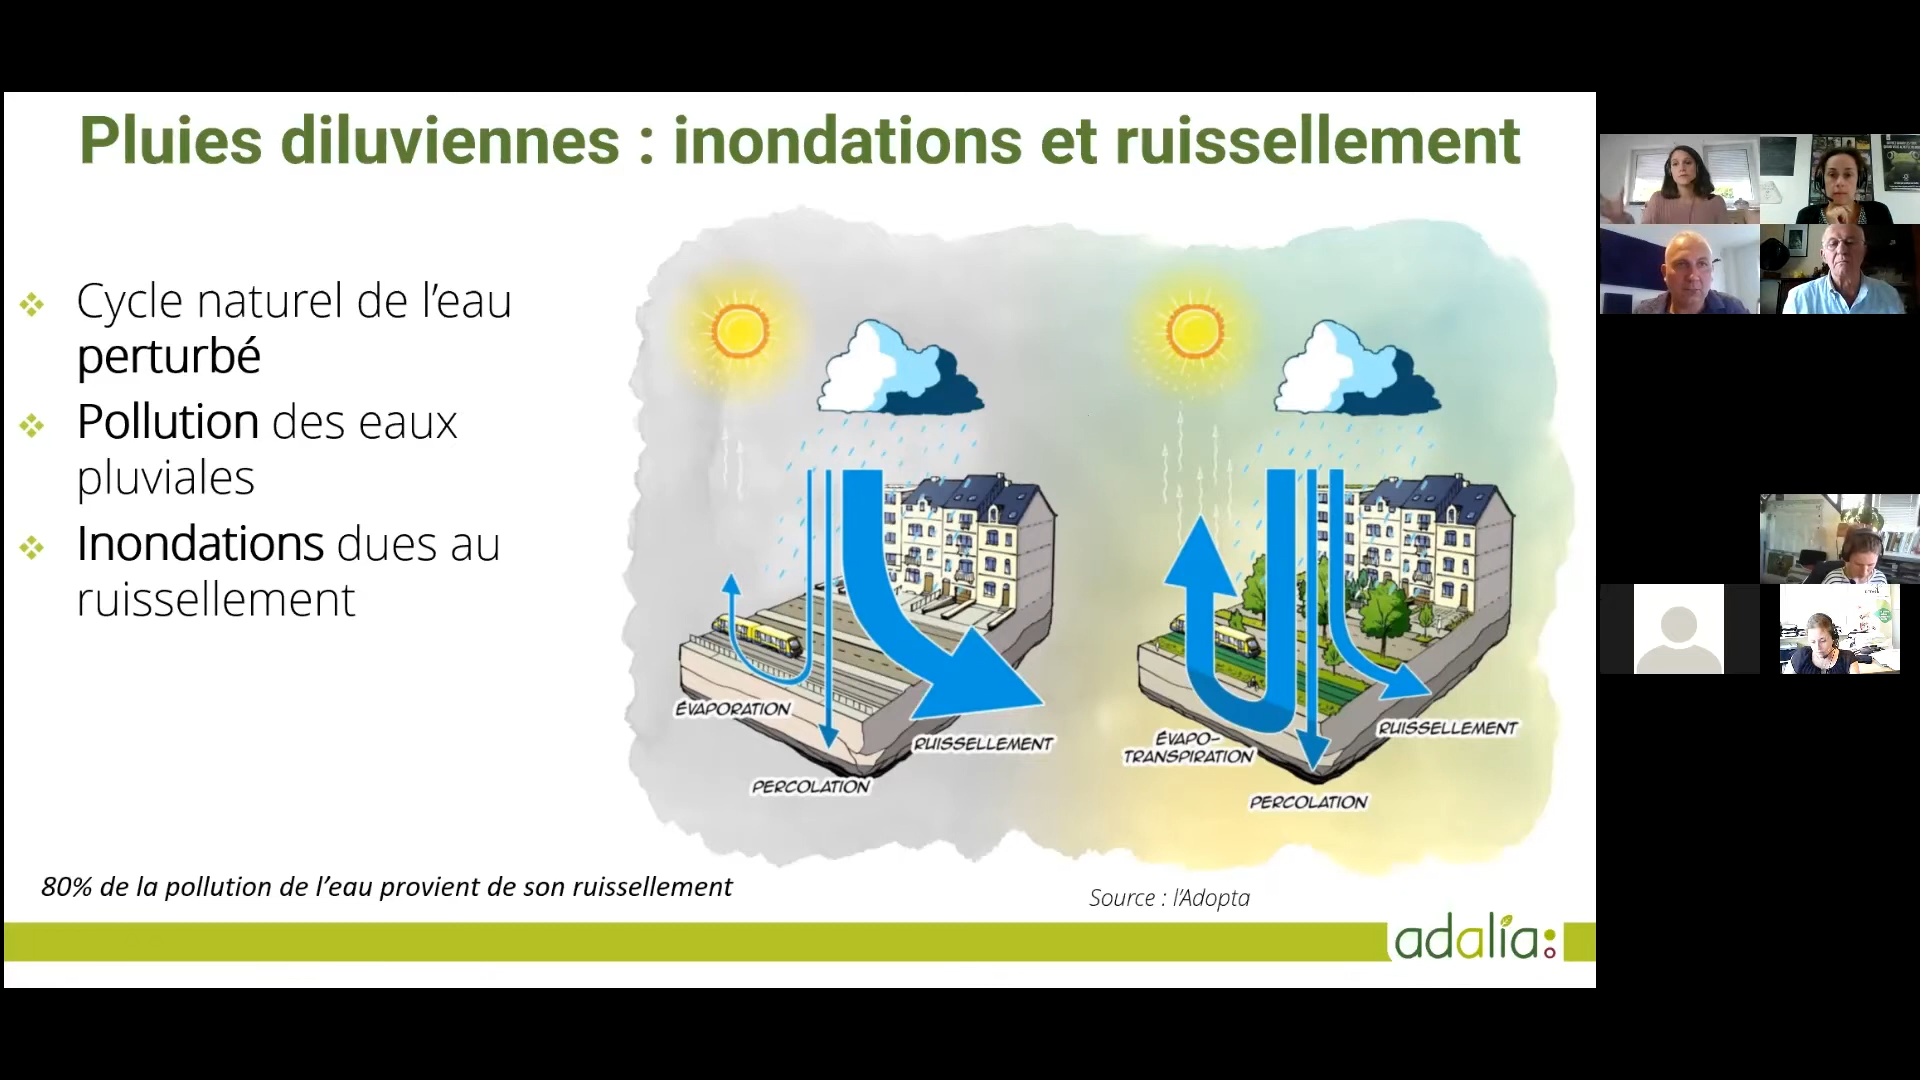 Pluies diluviennes : inondations et ruissellement
Cycle naturel de l’eau
perturbé
Pollution des eaux
pluviales
Inondations dues au
ruissellement
ÉVAPORATION
RUISSELLEMENT
PERCOLATION
ÉVAPO-
TRANSPIRATION
RUISSELLEMENT
PERCOLATION
80% de la pollution de l’eau provient de son ruissellement
Source : l’Adopta
adalia